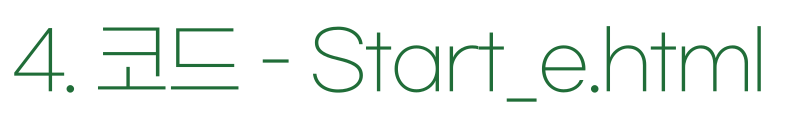 4. 코드 - Start_e.html